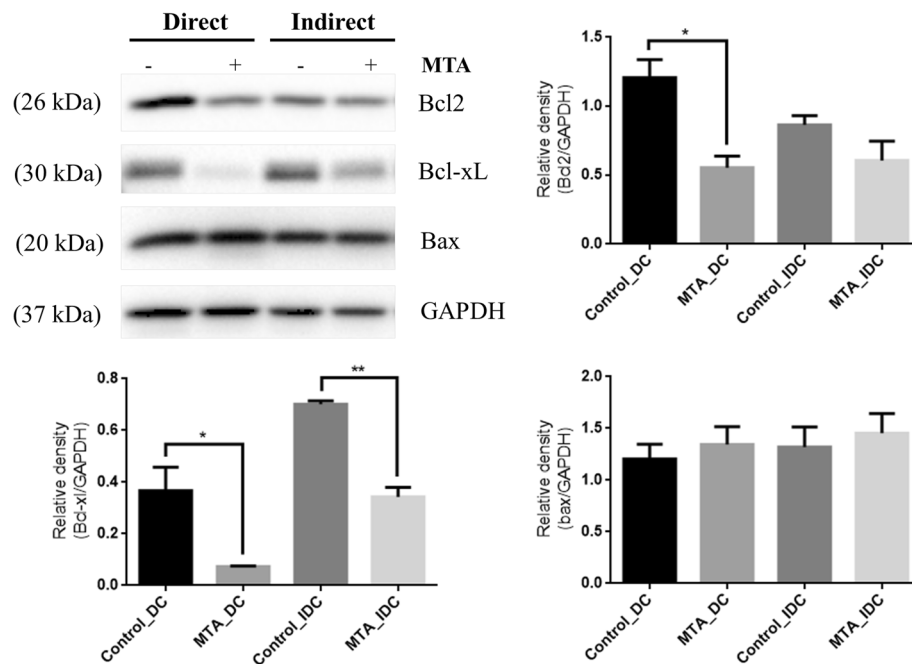 Direct Indirect
- + - + MTA
(26 kDa) Bcl2
(30 kDa) Bcl-xL
(20 kDa) Bax
(37 kDa) GAPDH
Relative density
(Bcl2/GAPDH)
1.5
1.0
0.5
0.0
*
Control_DC
MTA_DC
Control_IDC
MTA_IDC
Relative density
(Bcl-xl/GAPDH)
0.8
0.6
0.4
0.2
0.0
*
**
Control_DC
MTA_DC
Control_IDC
MTA_IDC
Relative density
(bax/GAPDH)
2.0
1.5
1.0
0.5
0.0
Control_DC
MTA_DC
Control_IDC
MTA_IDC